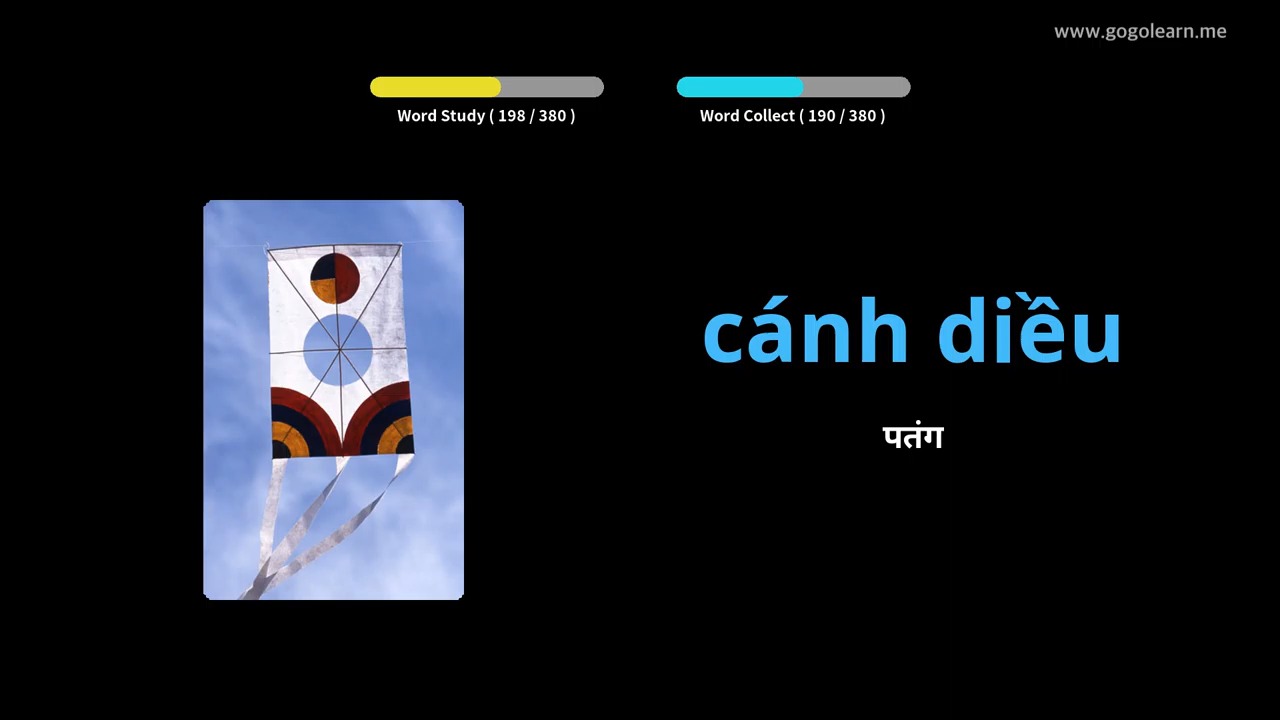 www.gogolearn.me
Word Study ( 198 / 380 )
Word Collect ( 190 / 380 )
cánh diều
पतंग